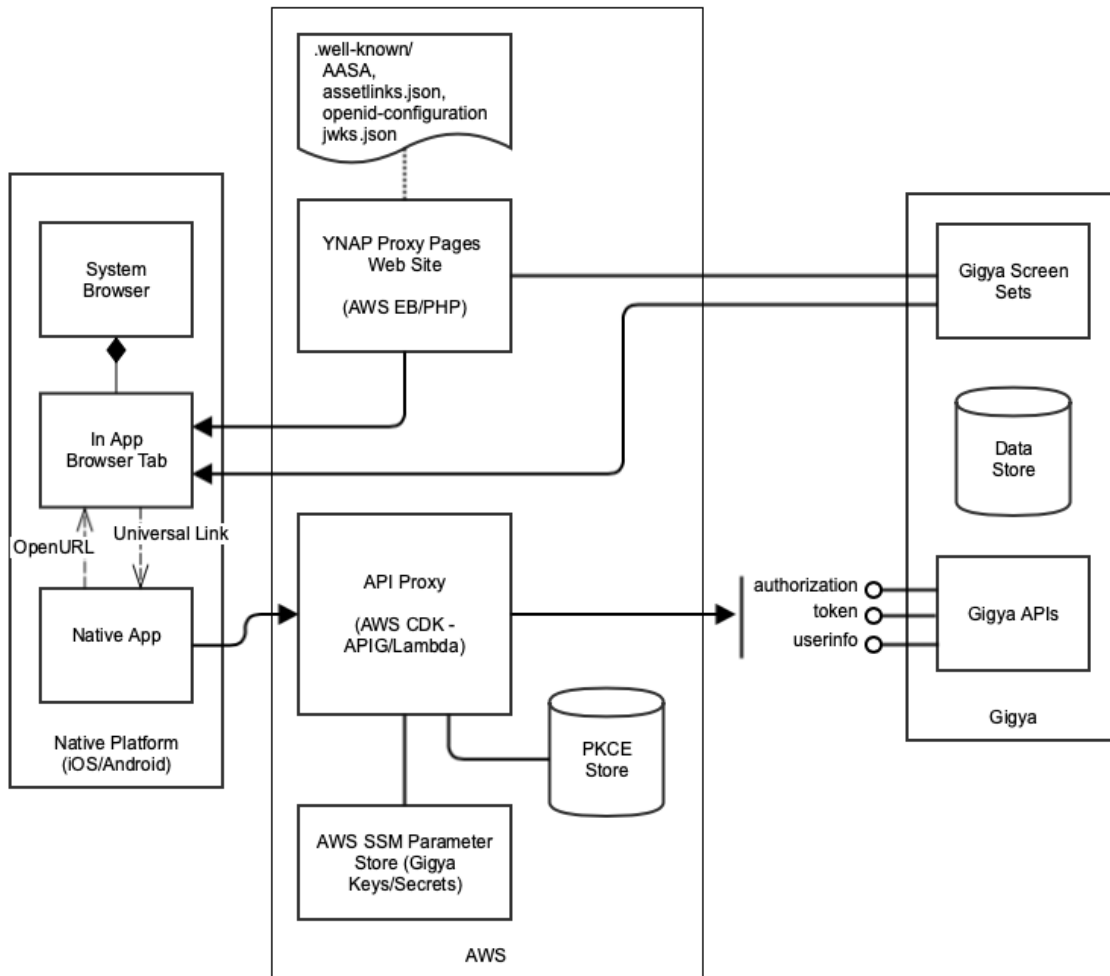 .well-known/
AASA,
assetlinks.json,
openid-configuration
jwks.json
System
Browser
YNAP Proxy Pages
Web Site
(AWS EB/PHP)
Gigya Screen
Sets
In App
Browser Tab
Data
Store
OpenURL
Universal Link
Native App
API Proxy
(AWS CDK -
APIG/Lambda)
authorization
token
userinfo
Gigya APIs
Native Platform
(iOS/Android)
Gigya
PKCE
Store
AWS SSM Parameter
Store (Gigya
Keys/Secrets)
AWS